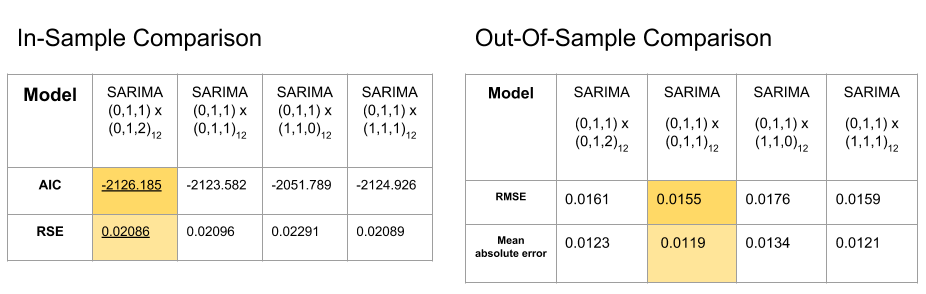 In-Sample Comparison
Model
SARIMA
(0,1,1) x
(0,1,2)12
SARIMA
(0,1,1) x
(0,1,1)12
SARIMA
(0,1,1) x
(1,1,0)12
SARIMA
(0,1,1) x
(1,1,1)12
AIC
-2126.185
-2123.582
-2051.789
-2124.926
RSE
0.02086
0.02096
0.02291
0.02089
Out-Of-Sample Comparison
Model
SARIMA
(0,1,1) x
(0,1,2)12
SARIMA
(0,1,1) x
(0,1,1)12
SARIMA
(0,1,1) x
(1,1,0)12
SARIMA
(0,1,1) x
(1,1,1)12
RMSE
0.0161
0.0155
0.0176
0.0159
Mean
absolute error
0.0123
0.0119
0.0134
0.0121